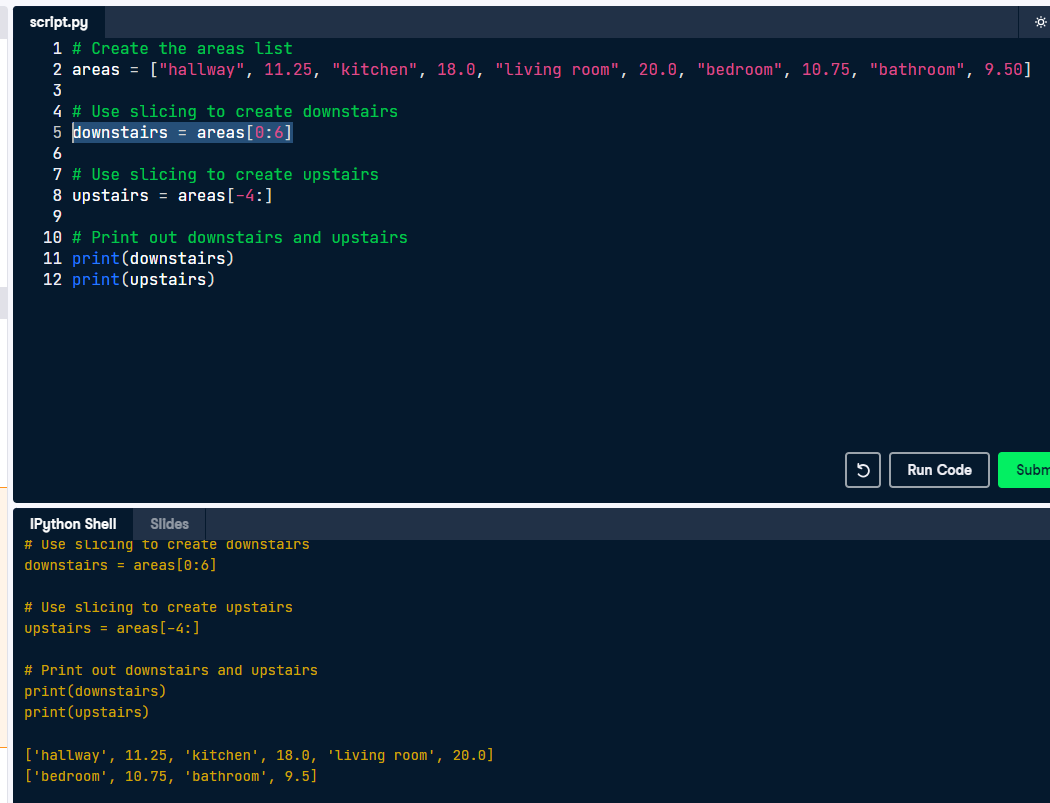 script.py
1 # Create the areas list
2 areas = ["hallway", 11.25, "kitchen", 18.0, "living room", 20.0, "bedroom", 10.75, "bathroom", 9.50]
3
4 # Use slicing to create downstairs
5 downstairs = areas[0:6]
6
7 # Use slicing to create upstairs
8 upstairs = areas[-4:]
9
10 # Print out downstairs and upstairs
11 print(downstairs)
12 print(upstairs)
Run Code Subm
IPython Shell Slides
# Use slicing to create downstairs
downstairs = areas[0:6]
# Use slicing to create upstairs
upstairs = areas[-4:]
# Print out downstairs and upstairs
print(downstairs)
print(upstairs)
['hallway', 11.25, 'kitchen', 18.0, 'living room', 20.0]
['bedroom', 10.75, 'bathroom', 9.5]